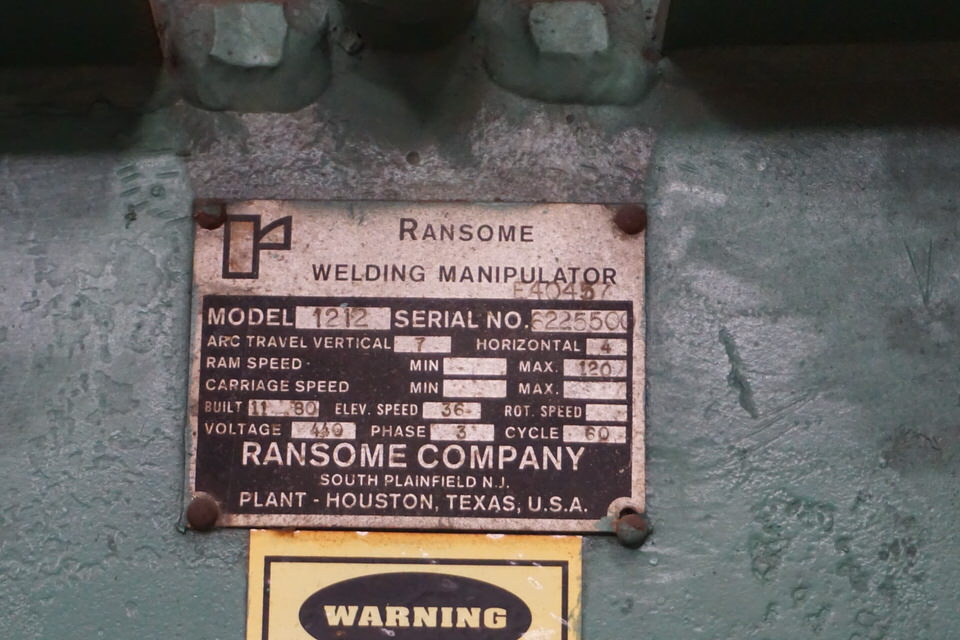 RANSOME
WELDING MANIPULATOR
MODEL 1212 SERIAL NO.
ARC TRAVEL VERTICAL 7 HORIZONTAL 4
RAM SPEED MIN MAX. 120
CARRIAGE SPEED MIN MAX.
BUILT 11 80 ELEV. SPEED 36 ROT. SPEED
VOLTAGE 440 PHASE 3 CYCLE 60
RANSOME COMPANY
SOUTH PLAINFIELD N.J.
PLANT - HOUSTON, TEXAS, U.S.A.
WARNING